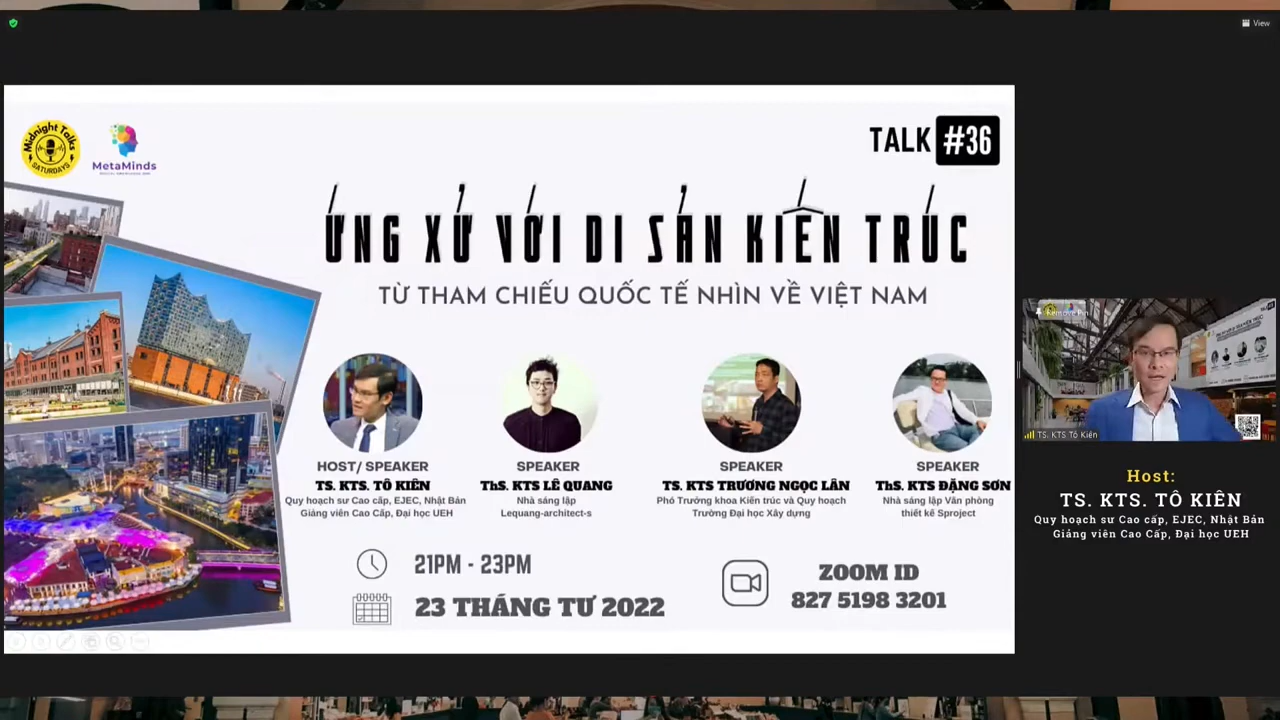 View
Midnight Talks
SATURDAYS
MetaMinds
TALK #36
ỨNG XỬ VỚI DI SẢN KIẾN TRÚC
TỪ THAM CHIẾU QUỐC TẾ NHÌN VỀ VIỆT NAM
HOST/ SPEAKER
TS. KTS. TÔ KIÊN
Quy hoạch sư Cao cấp, EJEC, Nhật Bản
Giảng viên Cao Cấp, Đại học UEH
SPEAKER
ThS. KTS LÊ QUANG
Nhà sáng lập
Lequang-architect-s
SPEAKER
TS. KTS TRƯƠNG NGỌC LÂN
Phó Trưởng khoa Kiến trúc và Quy hoạch
Trường Đại học Xây dựng
SPEAKER
ThS. KTS ĐẶNG SƠN
Nhà sáng lập Văn phòng
thiết kế Sproject
21PM - 23PM
23 THÁNG TƯ 2022
ZOOM ID
827 5198 3201
Remove Pin
TS. KTS Tô Kiên
Host:
TS. KTS. TÔ KIÊN
Quy hoạch sư Cao cấp, EJEC, Nhật Bản
Giảng viên Cao Cấp, Đại học UEH